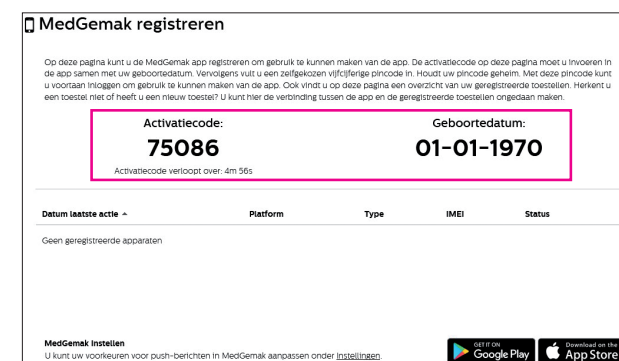 MedGemak registreren
Op deze pagina kunt u de MedGemak app registreren om gebruik te kunnen maken van de app. De activatiecode op deze pagina moet u invoeren in
de app samen met uw geboortedatum. Vervolgens vult u een zelfgekozen vijfcijferige pincode in. Houdt uw pincode geheim. Met deze pincode kunt
u voortaan inloggen om gebruik te kunnen maken van de app. Ook vindt u op deze pagina een overzicht van uw geregistreerde toestellen. Herkent u
een toestel niet of heeft u een nieuw toestel? U kunt hier de verbinding tussen de app en de geregistreerde toestellen ongedaan maken.
Activatiecode: Geboortedatum:
75086 01-01-1970
Activatiecode verloopt over: 4m 56s
Datum laatste actie Platform Type IMEI Status
Geen geregistreerde apparaten
MedGemak instellen
U kunt uw voorkeuren voor push-berichten in MedGemak aanpassen onder instellingen.
GET IT ON
Google Play
Download on the
App Store